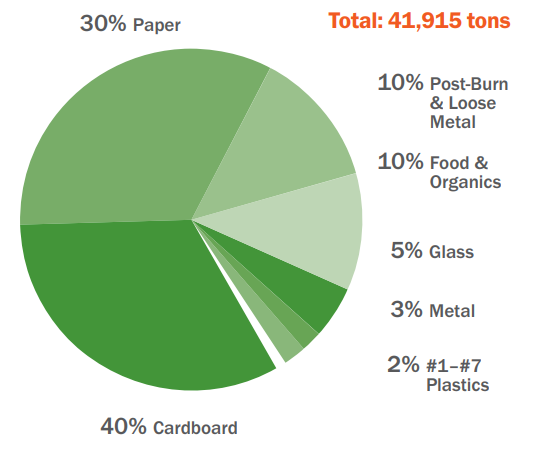 30% Paper
Total: 41,915 tons
10% Post-Burn
& Loose
Metal
10% Food &
Organics
5% Glass
3% Metal
2% #1–#7
Plastics
40% Cardboard